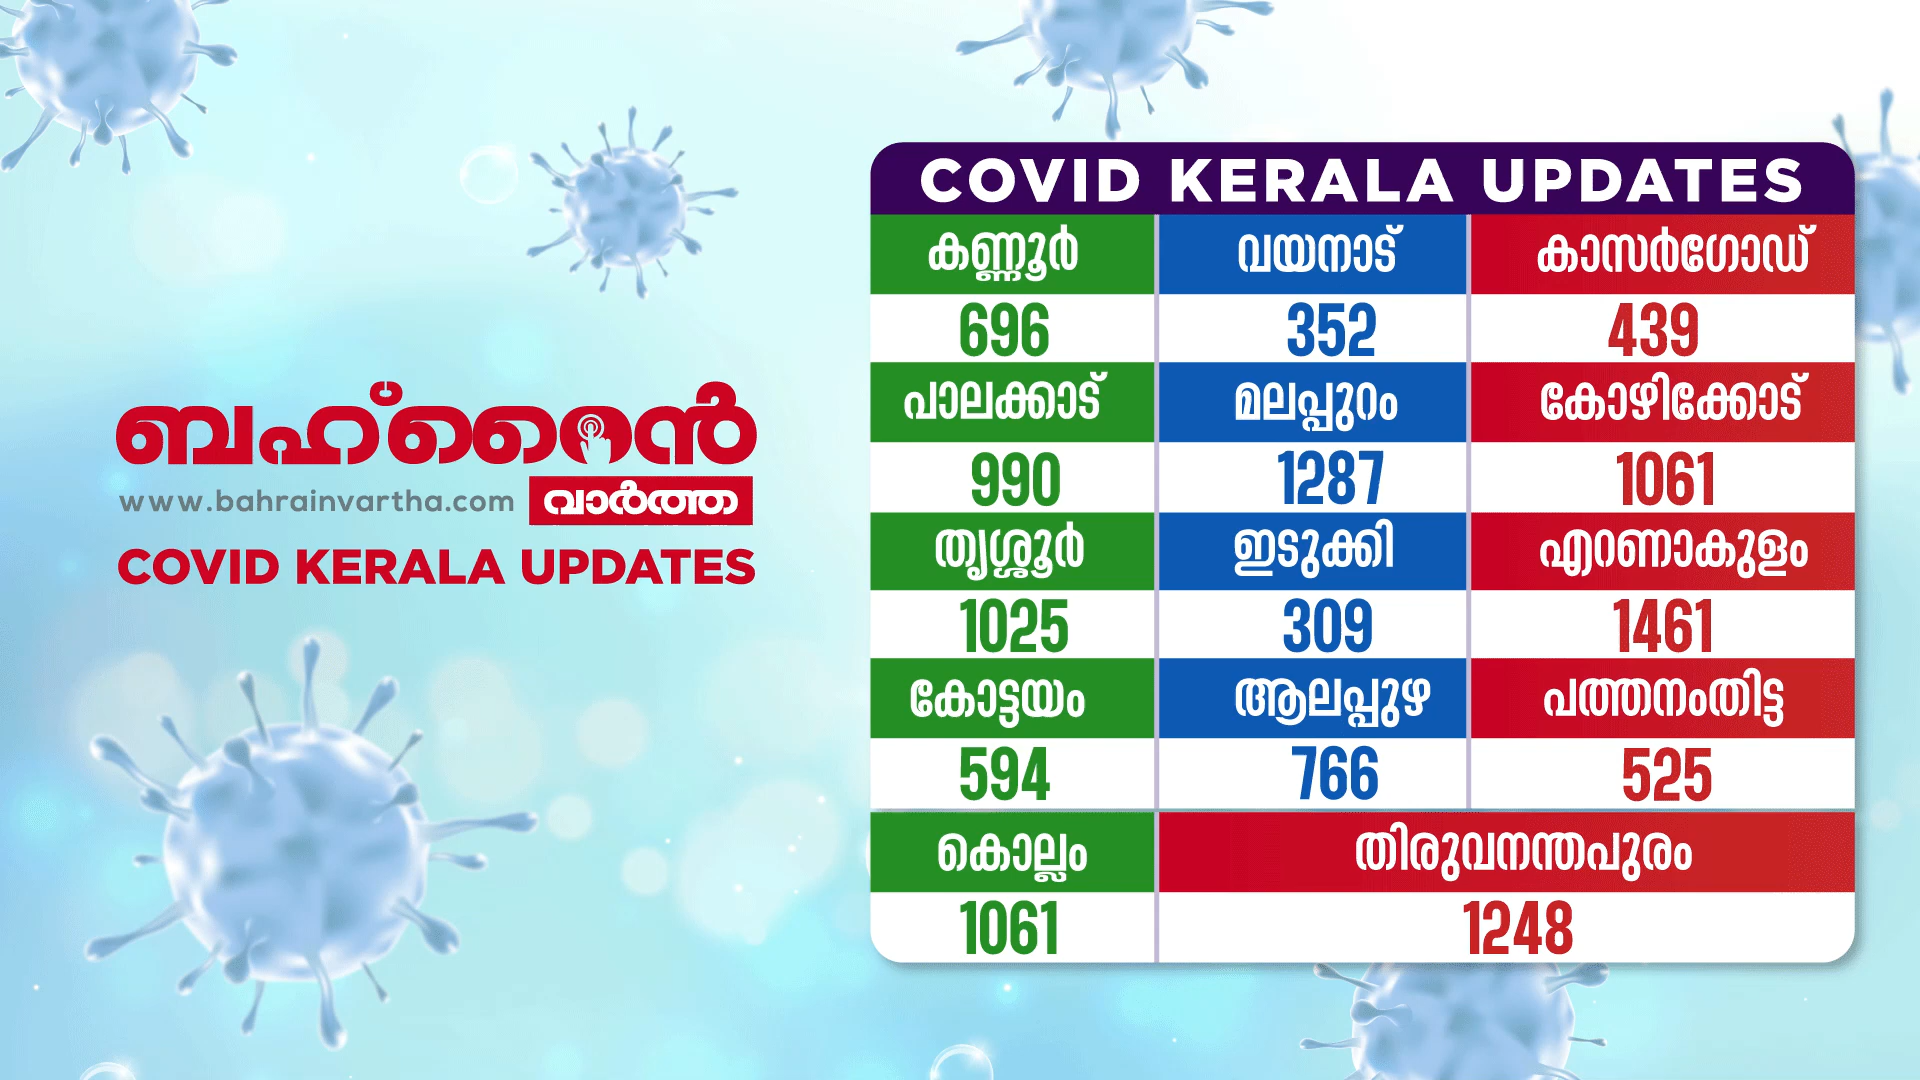 ബഹ്റൈൻ
www.bahrainvartha.com വാർത്ത
COVID KERALA UPDATES
COVID KERALA UPDATES
കണ്ണൂർ വയനാട് കാസർഗോഡ്
696 352 439
പാലക്കാട് മലപ്പുറം കോഴിക്കോട്
990 1287 1061
തൃശ്ശൂർ ഇടുക്കി എറണാകുളം
1025 309 1461
കോട്ടയം ആലപ്പുഴ പത്തനംതിട്ട
594 766 525
കൊല്ലം തിരുവനന്തപുരം
1061 1248